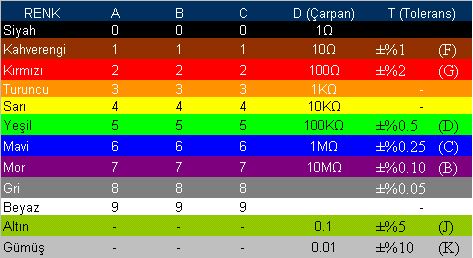 RENK A B C D (Çarpan) T (Tolerans)
Siyah 0 0 0 1Ω
Kahverengi 1 1 1 10Ω ±%1 (F)
Kırmızı 2 2 2 100Ω ±%2 (G)
Turuncu 3 3 3 1KΩ -
Sarı 4 4 4 10KΩ -
Yeşil 5 5 5 100KΩ ±%0.5 (D)
Mavi 6 6 6 1MΩ ±%0.25 (C)
Mor 7 7 7 10MΩ ±%0.10 (B)
Gri 8 8 8 ±%0.05
Beyaz 9 9 9 -
Altın - - - 0.1 ±%5 (J)
Gümüş - - - 0.01 ±%10 (K)